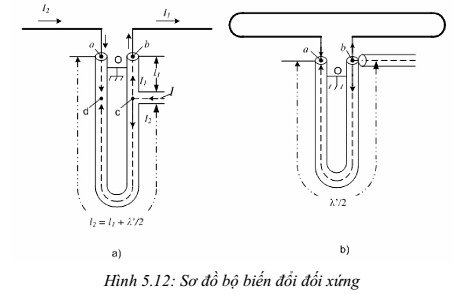 I₂
I₁
a
b
O
l₁
I₁
I
d
c
I₂
l₂ = l₁ + λ'/2
a)
a
b
O
l
l
λ'/2
b)
Hình 5.12: Sơ đồ bộ biến đổi đối xứng